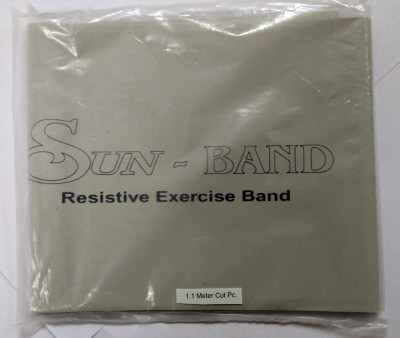 SUN - BAND
Resistive Exercise Band
1.1 Meter Cut Pc.